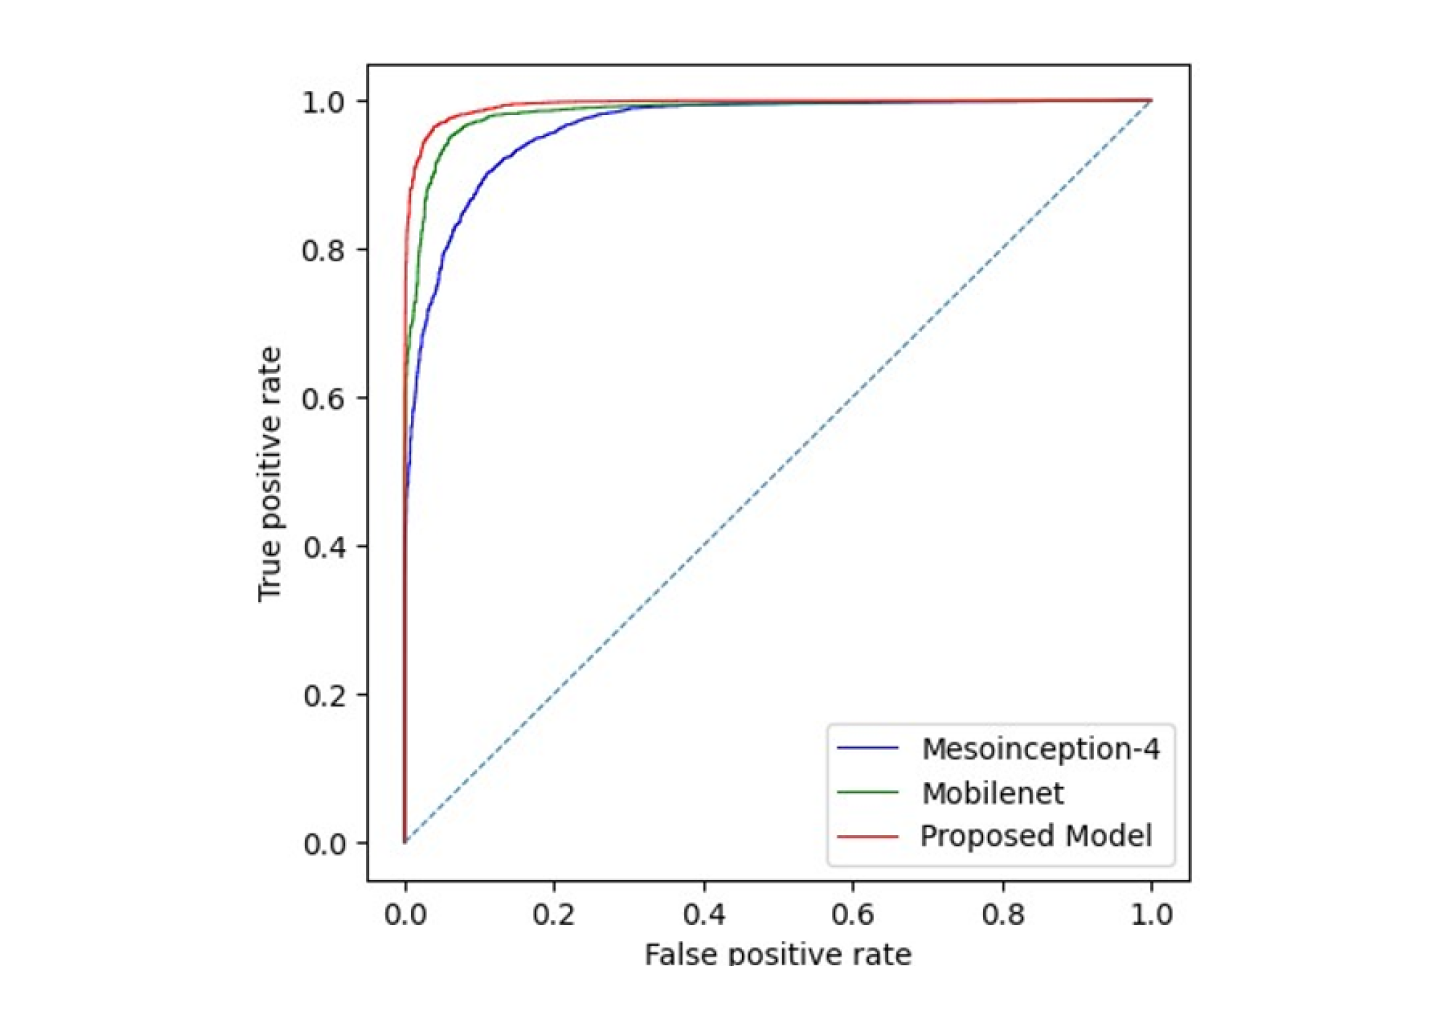 1.0
0.8
0.6
0.4
0.2
0.0
True positive rate
Mesoinception-4
Mobilenet
Proposed Model
0.0 0.2 0.4 0.6 0.8 1.0
False positive rate